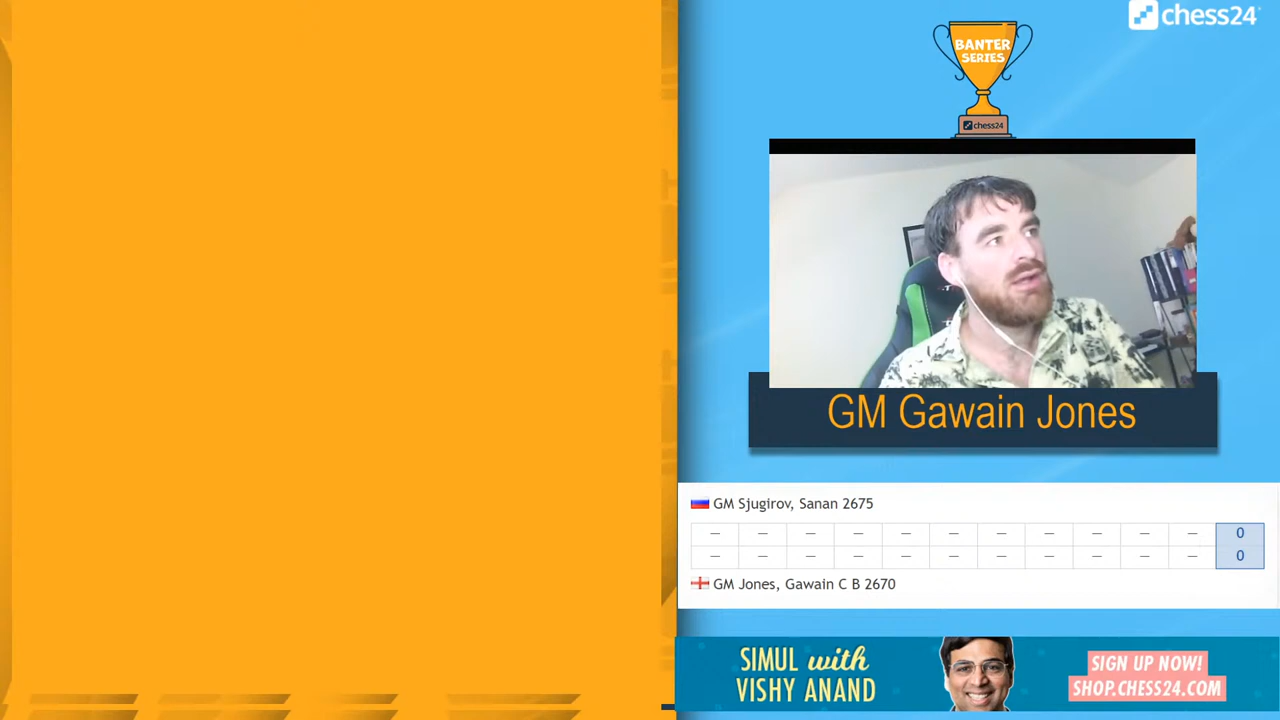 chess24
BANTER
SERIES
chess24
GM Gawain Jones
GM Sjugirov, Sanan 2675
— — — — — — — — — — — 0
— — — — — — — — — — — 0
GM Jones, Gawain C B 2670
SIMUL with
VISHY ANAND
SIGN UP NOW!
SHOP.CHESS24.COM